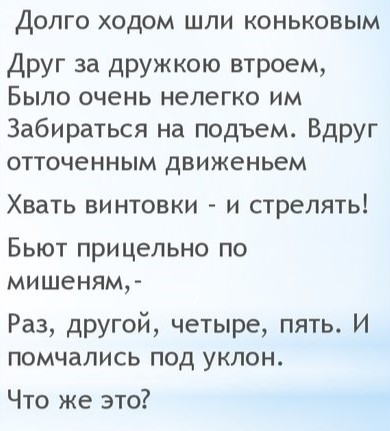 Долго ходом шли коньковым
Друг за дружкою втроем,
Было очень нелегко им
Забираться на подъем. Вдруг
отточенным движеньем
Хвать винтовки - и стрелять!
Бьют прицельно по
мишеням,-
Раз, другой, четыре, пять. И
помчались под уклон.
Что же это?